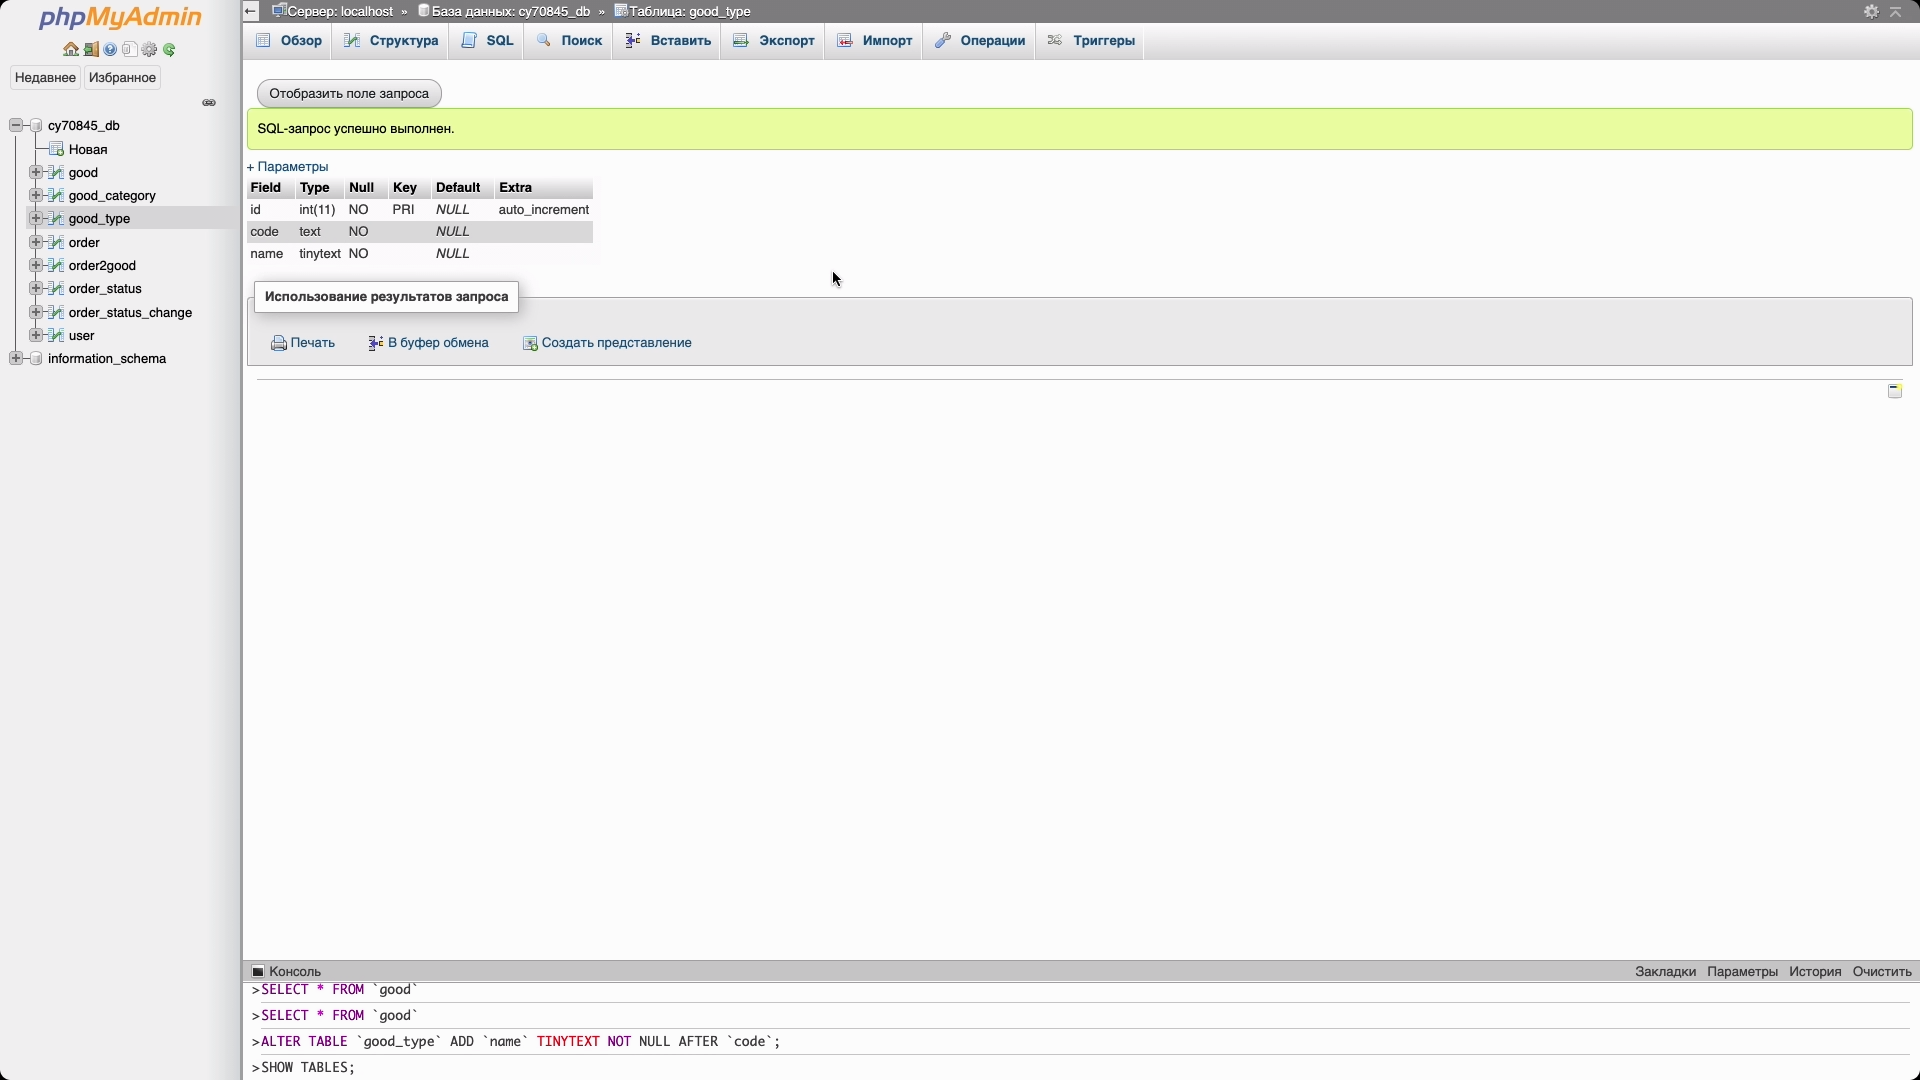 phpMyAdmin
Недавнее Избранное
cy70845_db
Новая
good
good_category
good_type
order
order2good
order_status
order_status_change
user
information_schema
Сервер: localhost » База данных: cy70845_db » Таблица: good_type
Обзор Структура SQL Поиск Вставить Экспорт Импорт Операции Триггеры
Отобразить поле запроса
SQL-запрос успешно выполнен.
+ Параметры
Field Type Null Key Default Extra
id int(11) NO PRI NULL auto_increment
code text NO NULL
name tinytext NO NULL
Использование результатов запроса
Печать В буфер обмена Создать представление
Консоль Закладки Параметры История Очистить
>SELECT * FROM `good`
>SELECT * FROM `good`
>ALTER TABLE `good_type` ADD `name` TINYTEXT NOT NULL AFTER `code`;
>SHOW TABLES;